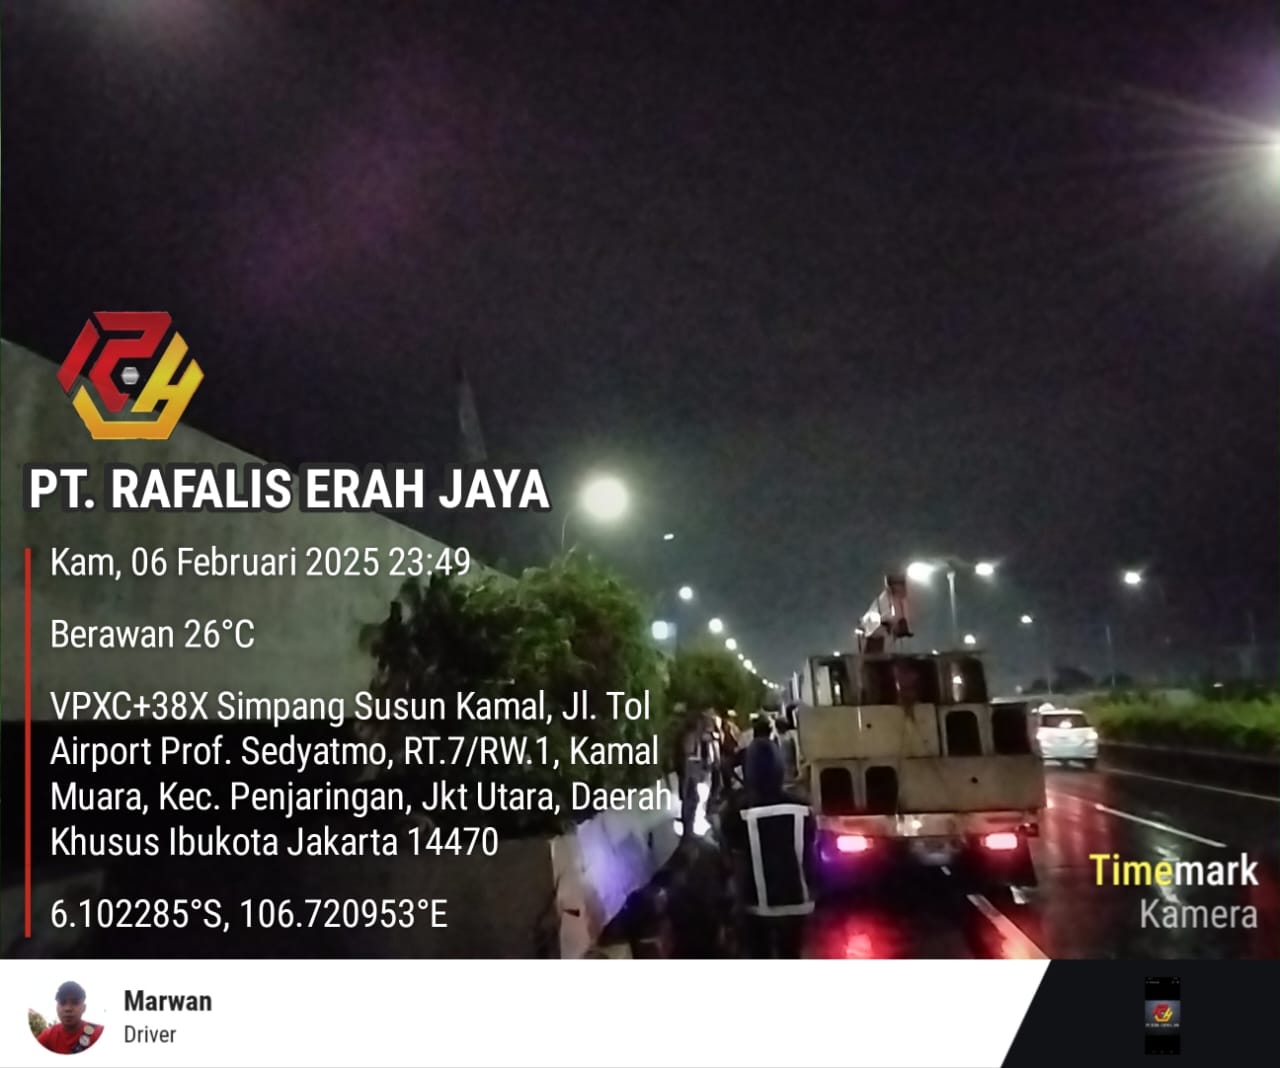 PT. RAFALIS ERAH JAYA
Kam, 06 Februari 2025 23:49
Berawan 26°C
VPXC+38X Simpang Susun Kamal, Jl. Tol
Airport Prof. Sedyatmo, RT.7/RW.1, Kamal
Muara, Kec. Penjaringan, Jkt Utara, Daerah
Khusus Ibukota Jakarta 14470
6.102285°S, 106.720953°E
Timemark
Kamera
Marwan
Driver